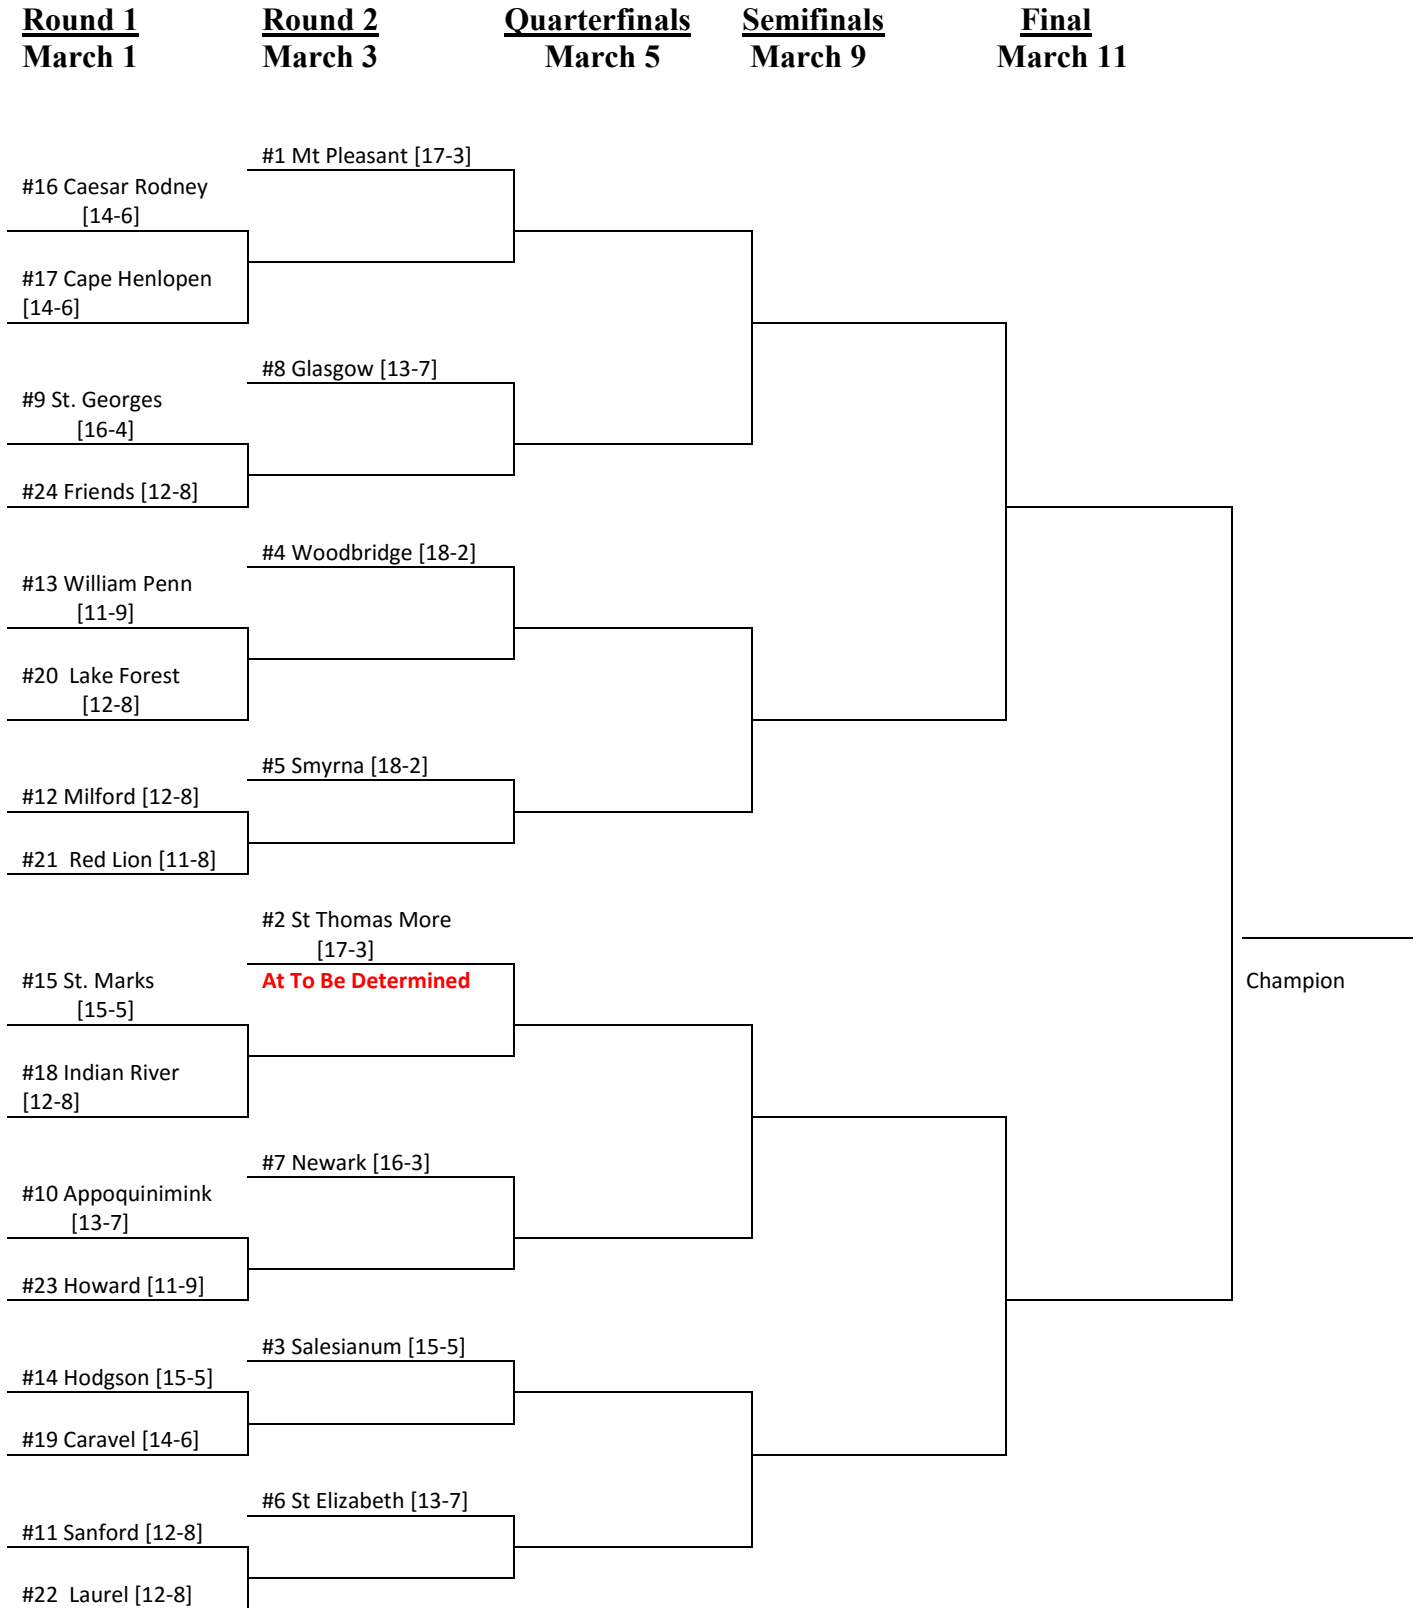 Round 1 Round 2 Quarterfinals Semifinals Final
March 1 March 3 March 5 March 9 March 11
#1 Mt Pleasant [17-3]
#16 Caesar Rodney
[14-6]
#17 Cape Henlopen
[14-6]
#8 Glasgow [13-7]
#9 St. Georges
[16-4]
#24 Friends [12-8]
#4 Woodbridge [18-2]
#13 William Penn
[11-9]
#20 Lake Forest
[12-8]
#5 Smyrna [18-2]
#12 Milford [12-8]
#21 Red Lion [11-8]
#2 St Thomas More
[17-3]
#15 St. Marks At To Be Determined Champion
[15-5]
#18 Indian River
[12-8]
#7 Newark [16-3]
#10 Appoquinimink
[13-7]
#23 Howard [11-9]
#3 Salesianum [15-5]
#14 Hodgson [15-5]
#19 Caravel [14-6]
#6 St Elizabeth [13-7]
#11 Sanford [12-8]
#22 Laurel [12-8]